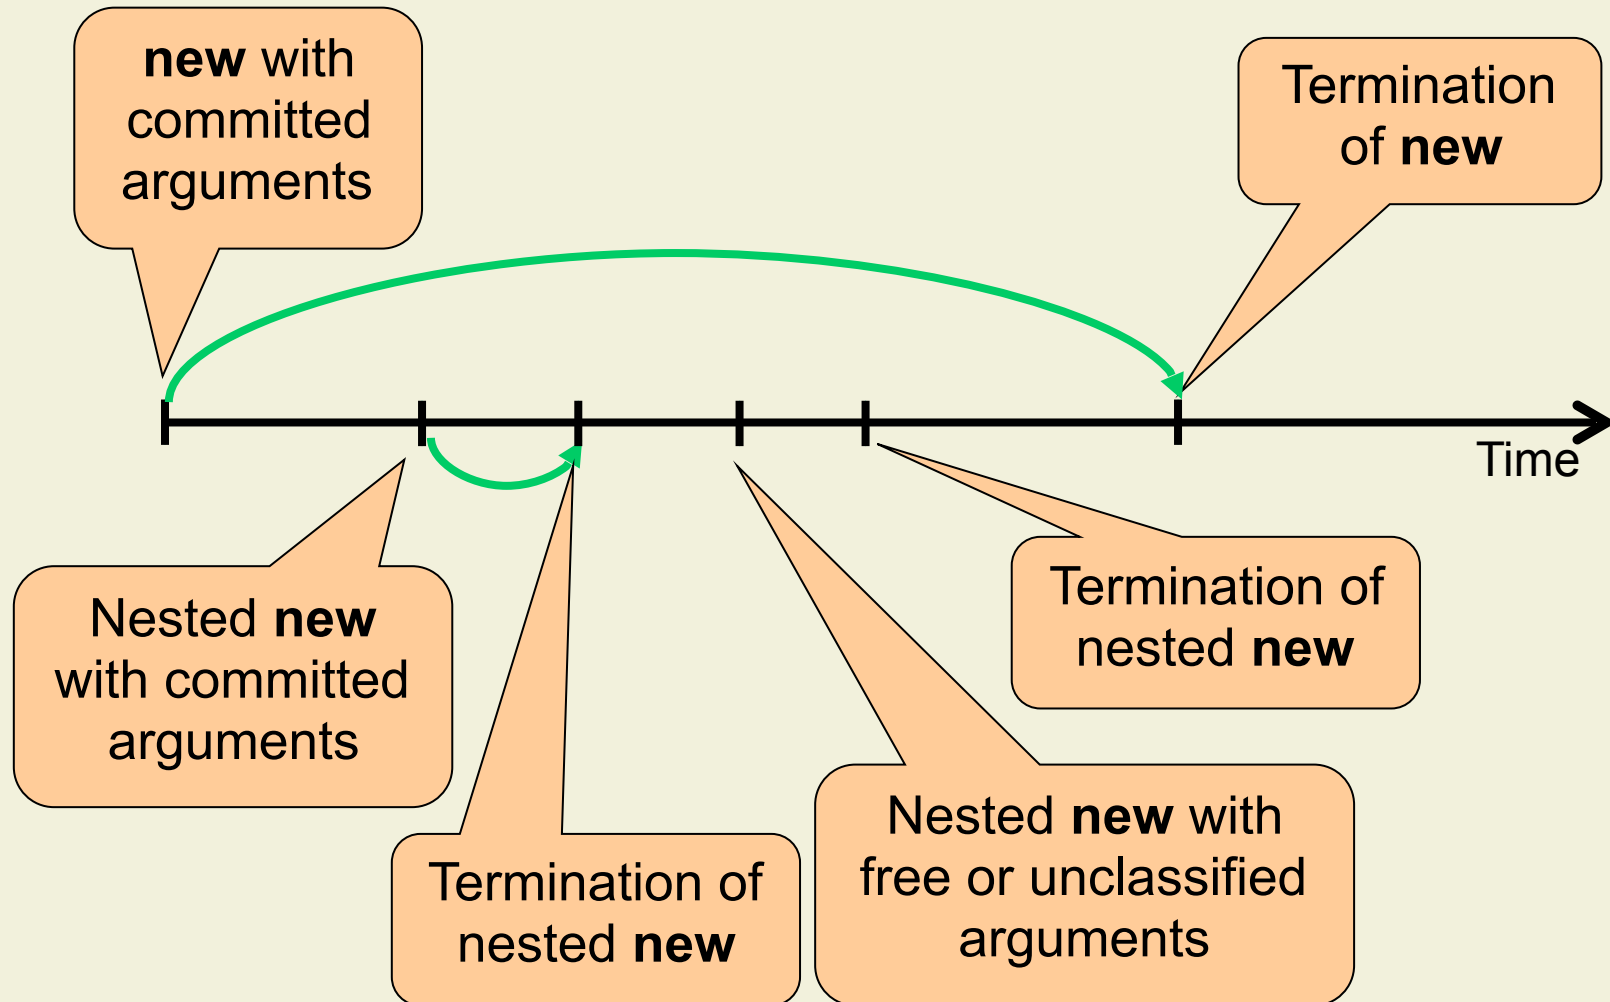 new with
committed
arguments
Termination
of new
Time
Nested new
with committed
arguments
Termination of
nested new
Nested new with
free or unclassified
arguments
Termination of
nested new